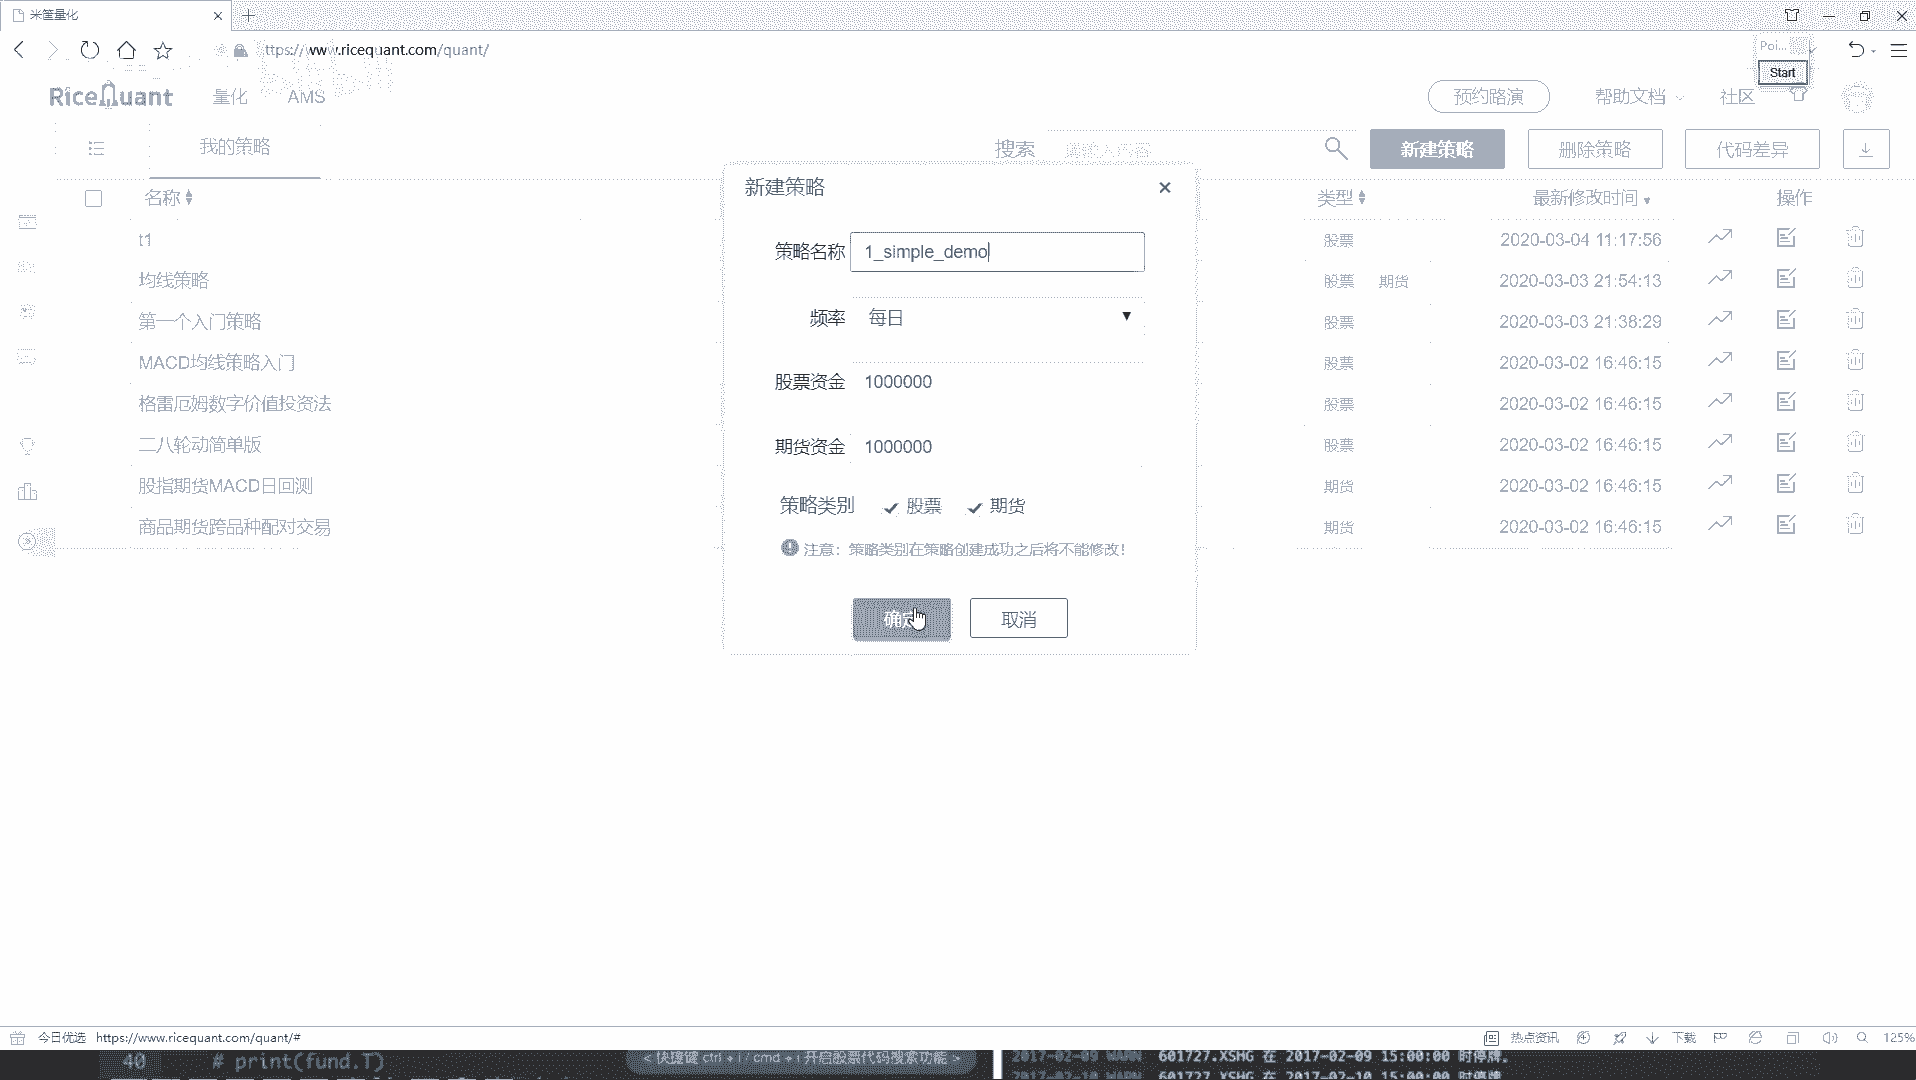 米筐量化
ttps://www.ricequant.com/quant/
Poi...
Start
RiceQuant
量化
AMS
预约路演
帮助文档
社区
我的策略
搜索
请输入内容
新建策略
删除策略
代码差异
名称
类型
最新修改时间
操作
t1
股票
2020-03-04 11:17:56
均线策略
股票 期货
2020-03-03 21:54:13
第一个入门策略
股票
2020-03-03 21:38:29
MACD均线策略入门
股票
2020-03-02 16:46:15
格雷厄姆数字价值投资法
股票
2020-03-02 16:46:15
二八轮动简单版
股票
2020-03-02 16:46:15
股指期货MACD日回测
期货
2020-03-02 16:46:15
商品期货跨品种配对交易
期货
2020-03-02 16:46:15
新建策略
策略名称 1_simple_demo
频率 每日
股票资金 1000000
期货资金 1000000
策略类别 股票 期货
注意：策略类别在策略创建成功之后将不能修改！
确定
取消
今日优选 https://www.ricequant.com/quant/#
热点资讯
下载
125%
40 # print(fund.T)
< 快捷键 ctrl + i / cmd + i 开启股票代码搜索功能 >
2017-02-09 WARN 601727.XSHG 在 2017-02-09 15:00:00 时停牌。
2017-02-10 WARN 601727.XSHG 在 2017-02-10 15:00:00 时停牌。